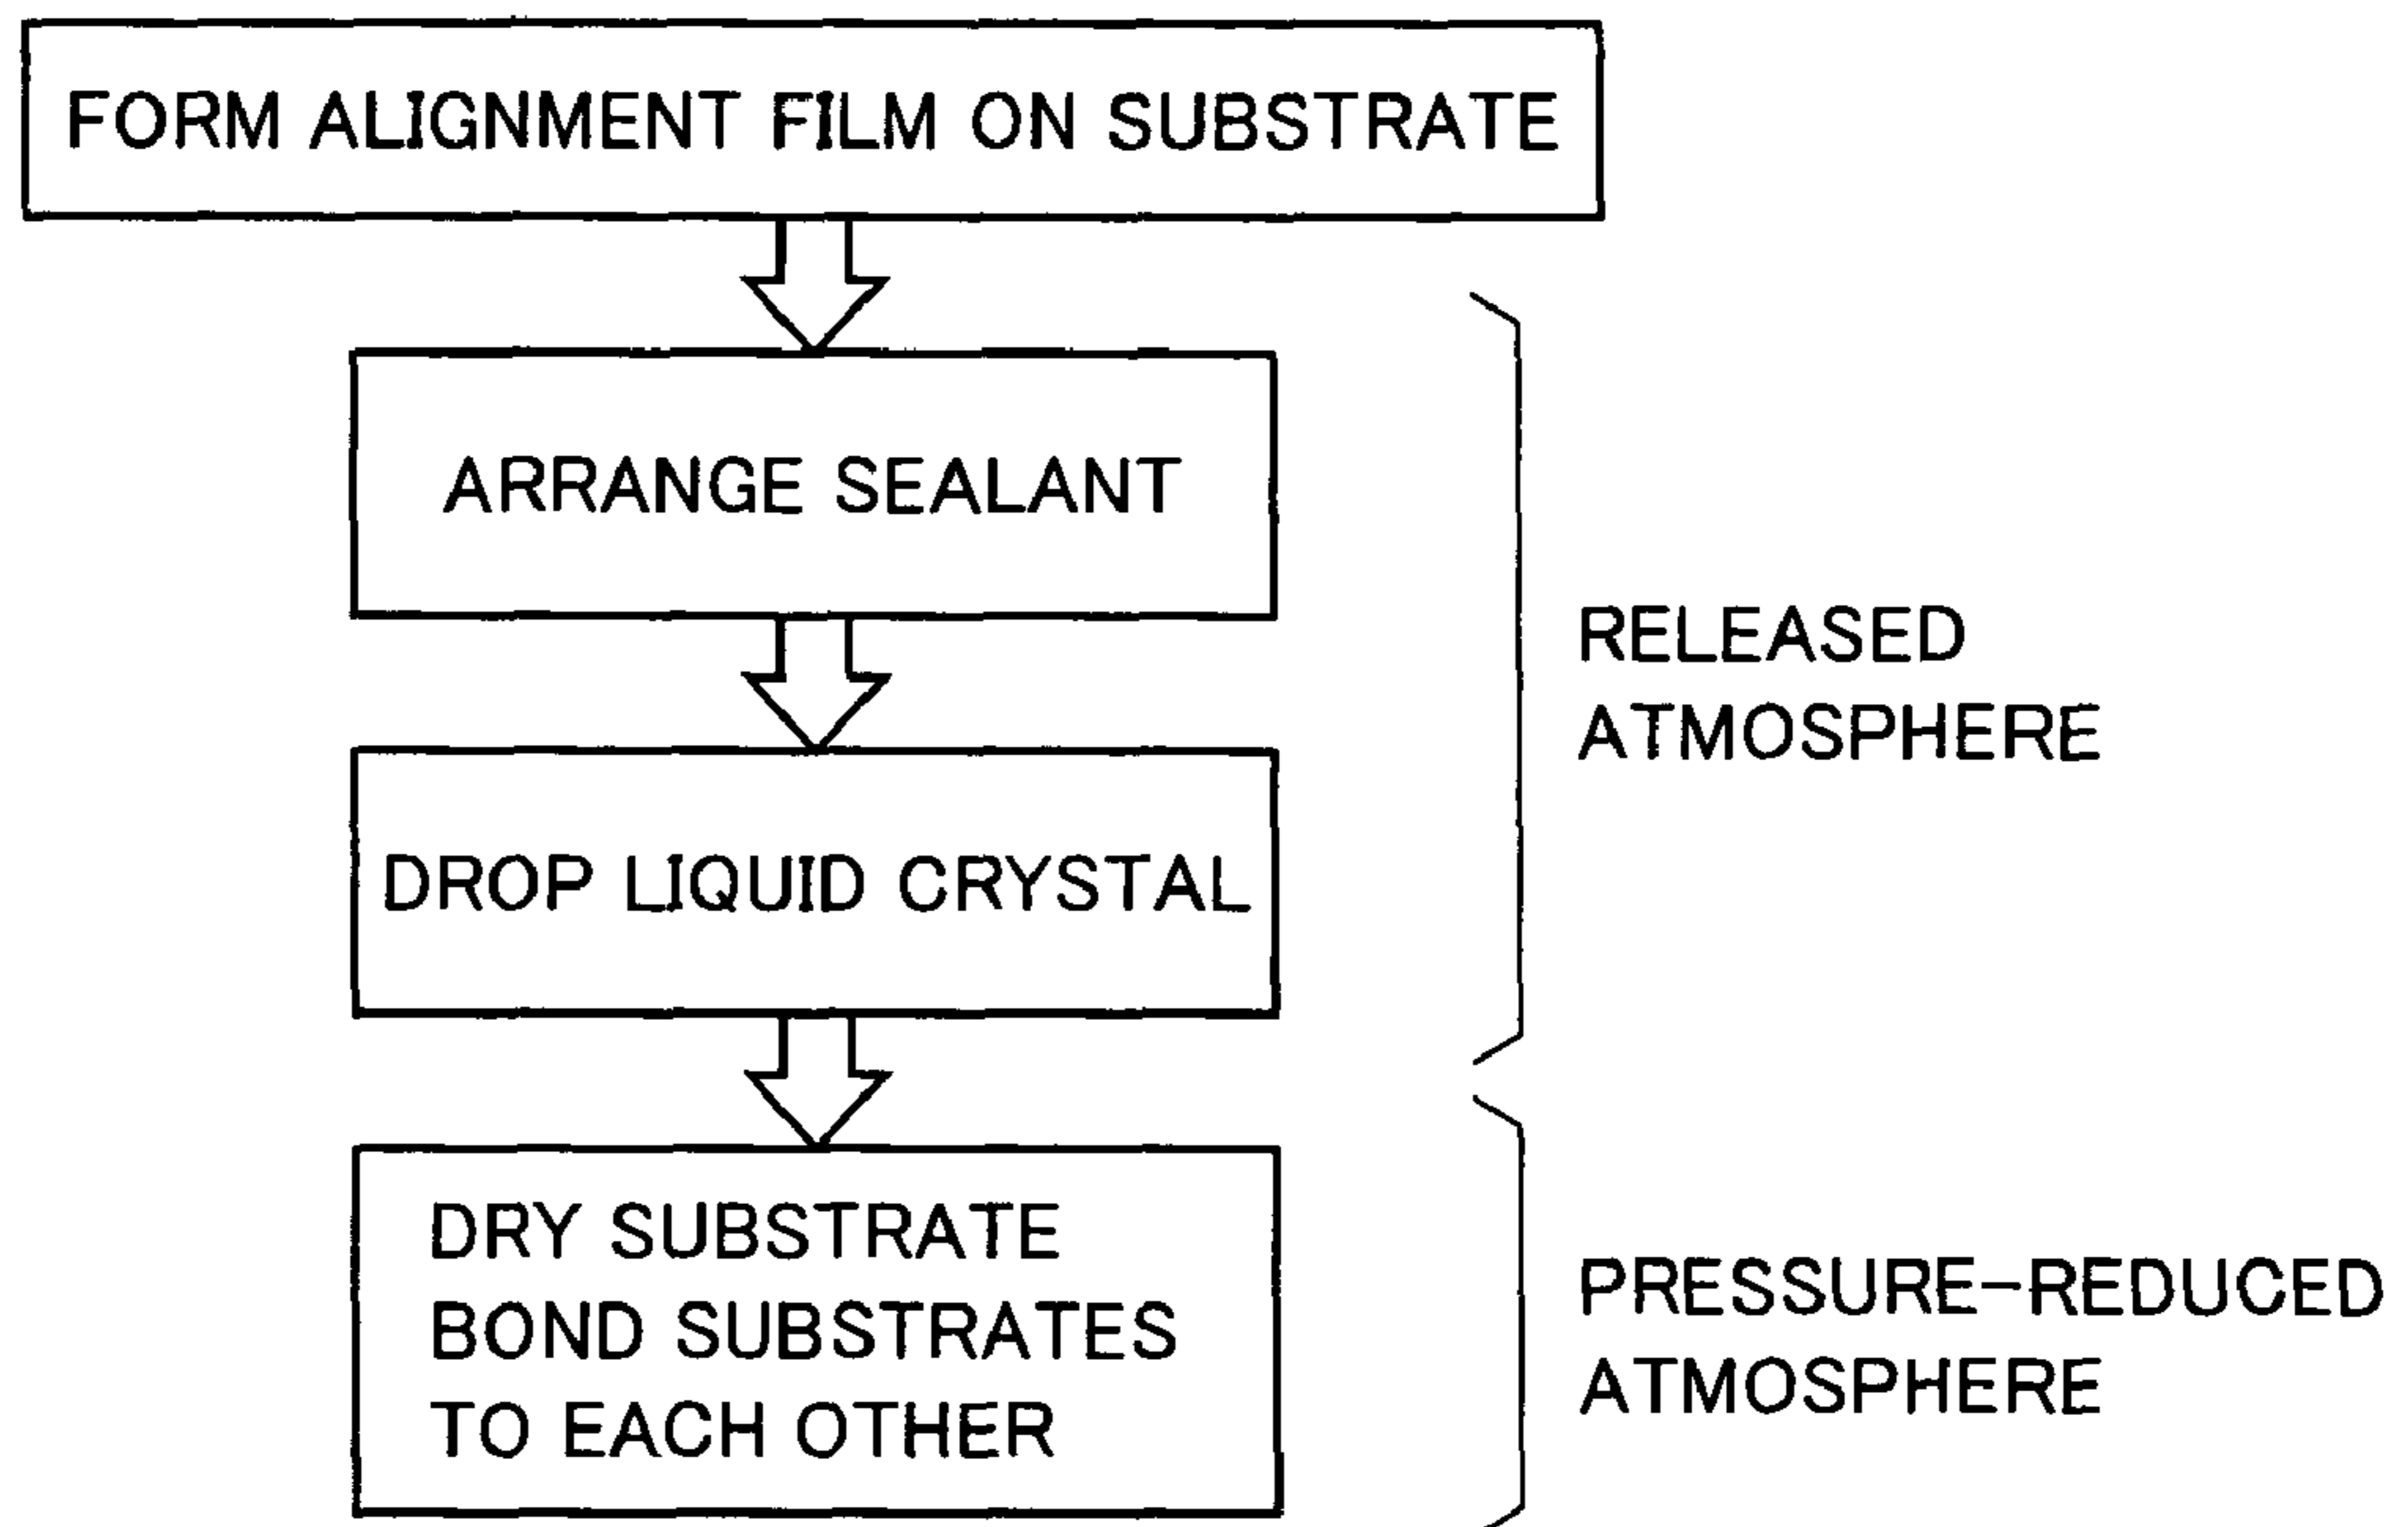 FORM ALIGNMENT FILM ON SUBSTRATE
ARRANGE SEALANT
DROP LIQUID CRYSTAL
RELEASED
ATMOSPHERE
DRY SUBSTRATE
BOND SUBSTRATES
TO EACH OTHER
PRESSURE-REDUCED
ATMOSPHERE